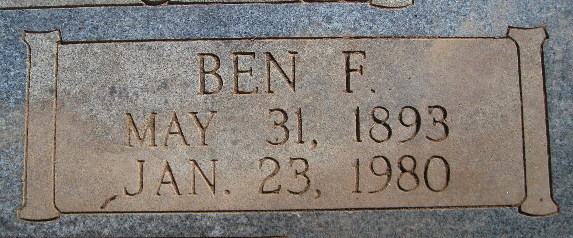 BEN F.
MAY 31, 1893
JAN. 23, 1980